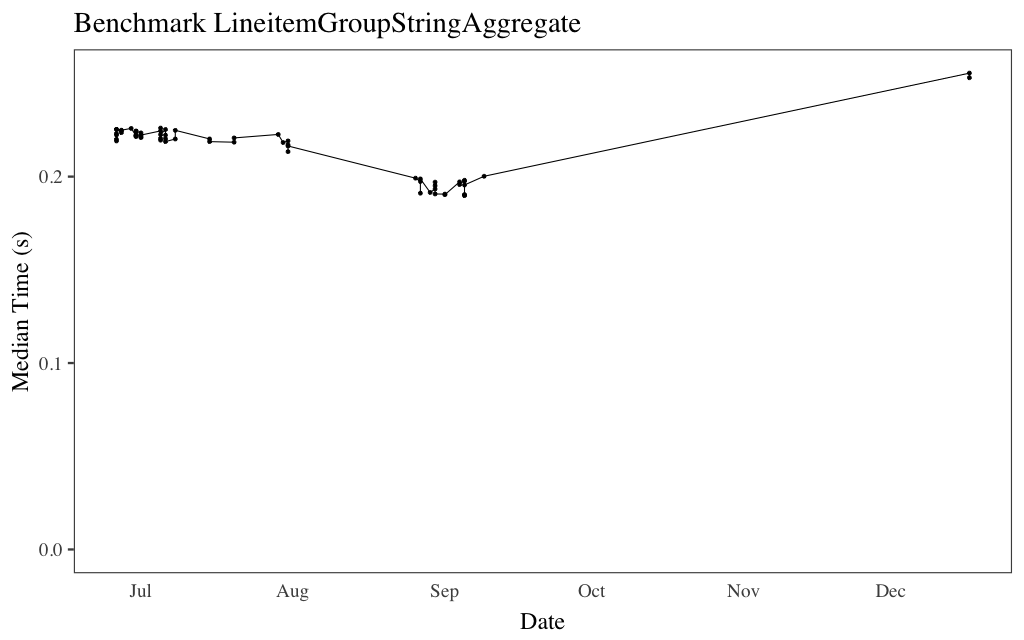 Benchmark LineitemGroupStringAggregate
Median Time (s)
0.2
0.1
0.0
Jul Aug Sep Oct Nov Dec
Date